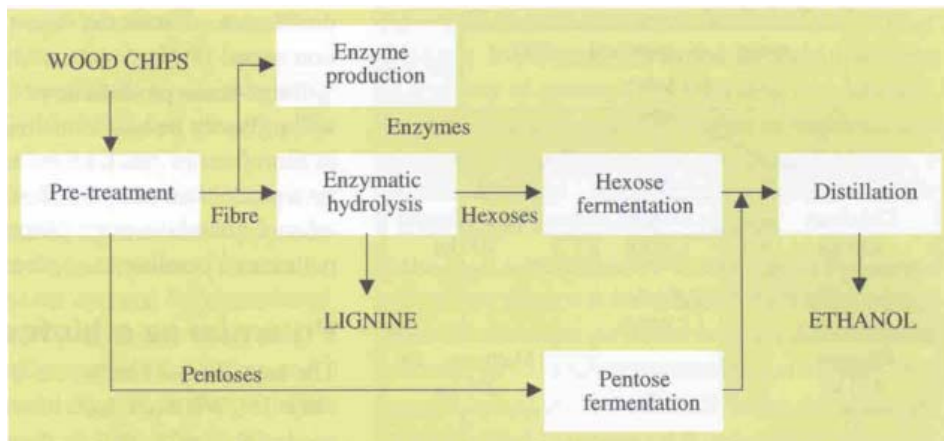 WOOD CHIPS
Enzyme
production
Enzymes
Pre-treatment
Fibre
Enzymatic
hydrolysis
Hexoses
Hexose
fermentation
Distillation
LIGNINE
ETHANOL
Pentoses
Pentose
fermentation